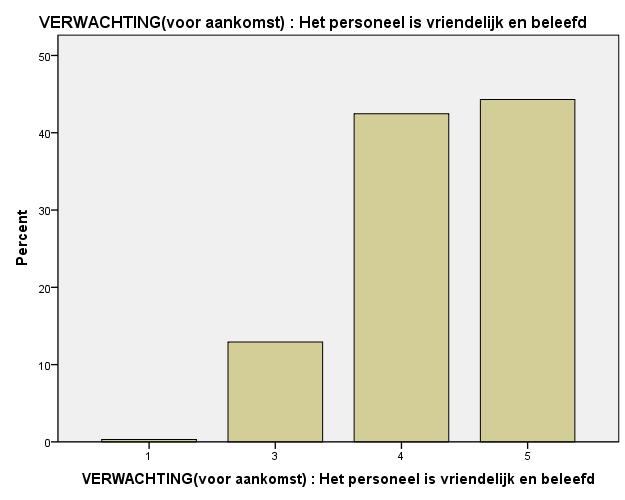 VERWACHTING(voor aankomst) : Het personeel is vriendelijk en beleefd
Percent
50
40
30
20
10
0
1 3 4 5
VERWACHTING(voor aankomst) : Het personeel is vriendelijk en beleefd